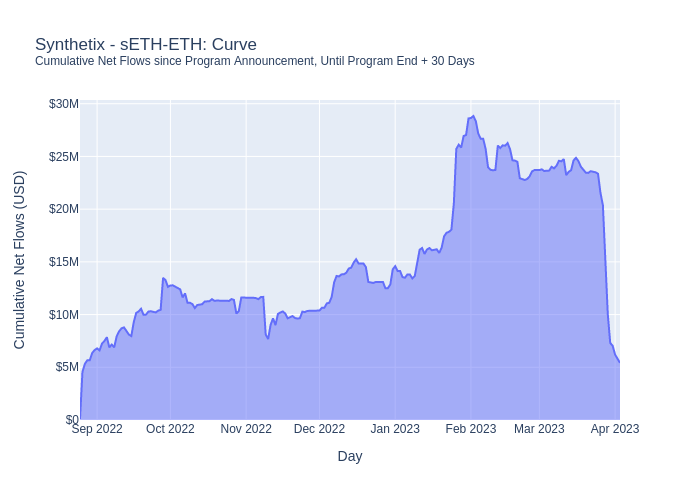 Synthetix - sETH-ETH: Curve
Cumulative Net Flows since Program Announcement, Until Program End + 30 Days
Cumulative Net Flows (USD)
$30M
$25M
$20M
$15M
$10M
$5M
$0
Sep 2022 Oct 2022 Nov 2022 Dec 2022 Jan 2023 Feb 2023 Mar 2023 Apr 2023
Day